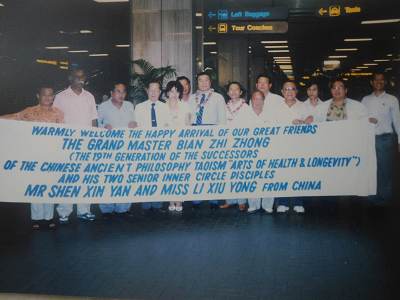 Left Baggage
Tour Coaches
Taxis
WARMLY WELCOME THE HAPPY ARRIVAL OF OUR GREAT FRIENDS
THE GRAND MASTER BIAN ZHI ZHONG
(THE 19TH GENERATION OF THE SUCCESSORS
OF THE CHINESE ANCIENT PHILOSOPHY TAOISM "ARTS OF HEALTH & LONGEVITY")
AND HIS TWO SENIOR INNER CIRCLE DISCIPLES
MR SHEN XIN YAN AND MISS LI XIU YONG FROM CHINA